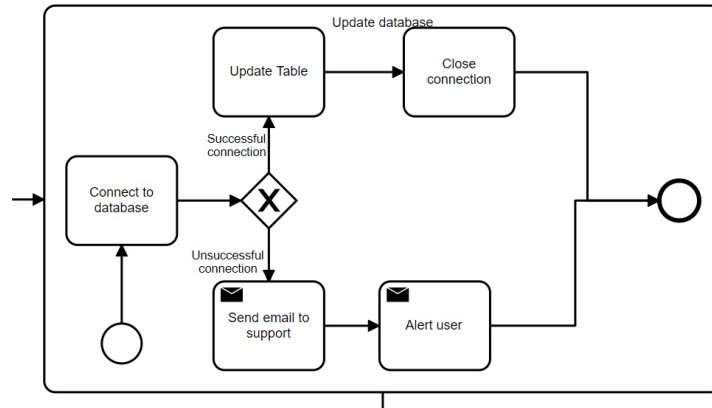 Update database
Update Table
Close
connection
Successful
connection
Connect to
database
Unsuccessful
connection
Send email to
support
Alert user